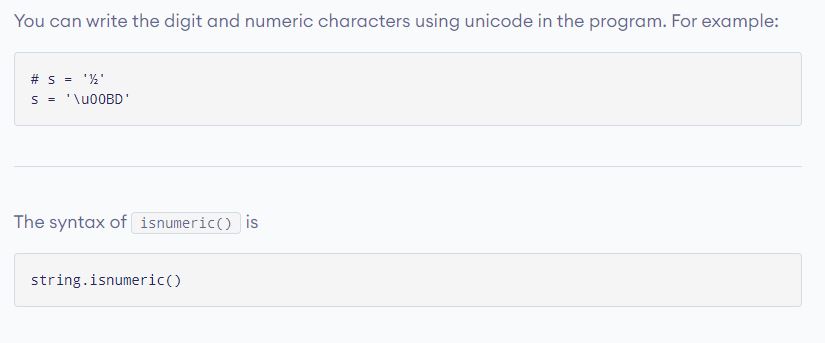 You can write the digit and numeric characters using unicode in the program. For example:
# s = '½'
s = '\u00BD'
The syntax of isnumeric() is
string.isnumeric()